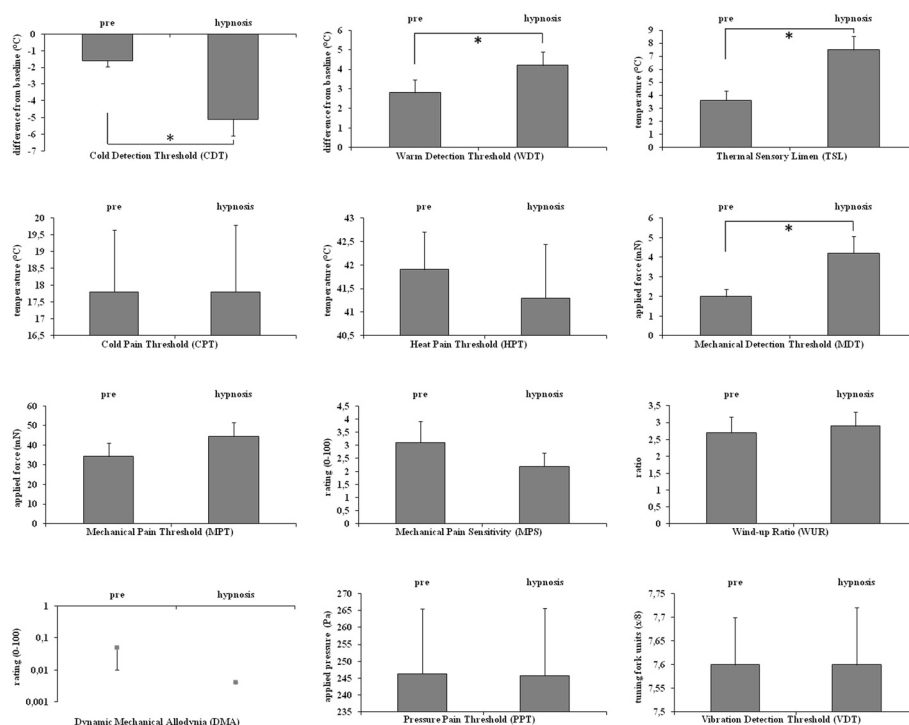 pre hypnosis
difference from baseline (°C)
0
-1
-2
-3
-4
-5
-6
-7
*
Cold Detection Threshold (CDT)
pre hypnosis
difference from baseline (°C)
6
5
4
3
2
1
0
*
Warm Detection Threshold (WDT)
pre hypnosis
temperature (°C)
9
8
7
6
5
4
3
2
1
0
*
Thermal Sensory Limen (TSL)
pre hypnosis
temperature (°C)
20
19,5
19
18,5
18
17,5
17
16,5
Cold Pain Threshold (CPT)
pre hypnosis
temperature (°C)
43
42,5
42
41,5
41
40,5
Heat Pain Threshold (HPT)
pre hypnosis
applied force (mN)
6
5
4
3
2
1
0
*
Mechanical Detection Threshold (MDT)
pre hypnosis
applied force (mN)
60
50
40
30
20
10
0
Mechanical Pain Threshold (MPT)
pre hypnosis
rating (0-100)
4,5
4
3,5
3
2,5
2
1,5
1
0,5
0
Mechanical Pain Sensitivity (MPS)
pre hypnosis
ratio
3,5
3
2,5
2
1,5
1
0,5
0
Wind-up Ratio (WUR)
pre hypnosis
rating (0-100)
1
0,1
0,01
0,001
Dynamic Mechanical Allodynia (DMA)
pre hypnosis
applied pressure (Pa)
270
265
260
255
250
245
240
235
Pressure Pain Threshold (PPT)
pre hypnosis
tuning fork units (x/8)
7,75
7,7
7,65
7,6
7,55
7,5
Vibration Detection Threshold (VDT)